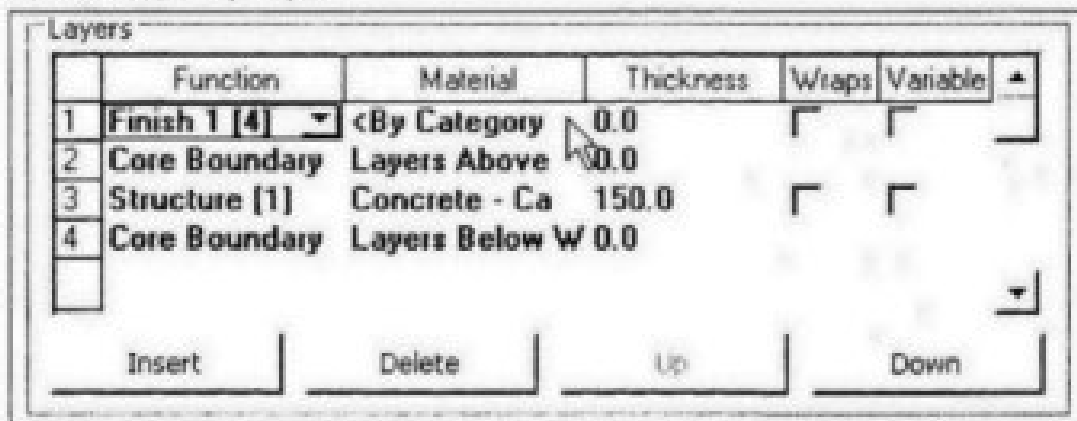 Layers
Function Material Thickness Wraps Variable
1 Finish 1 [4] <By Category 0.0
2 Core Boundary Layers Above 0.0
3 Structure [1] Concrete - Ca 150.0
4 Core Boundary Layers Below W 0.0
Insert Delete Up Down